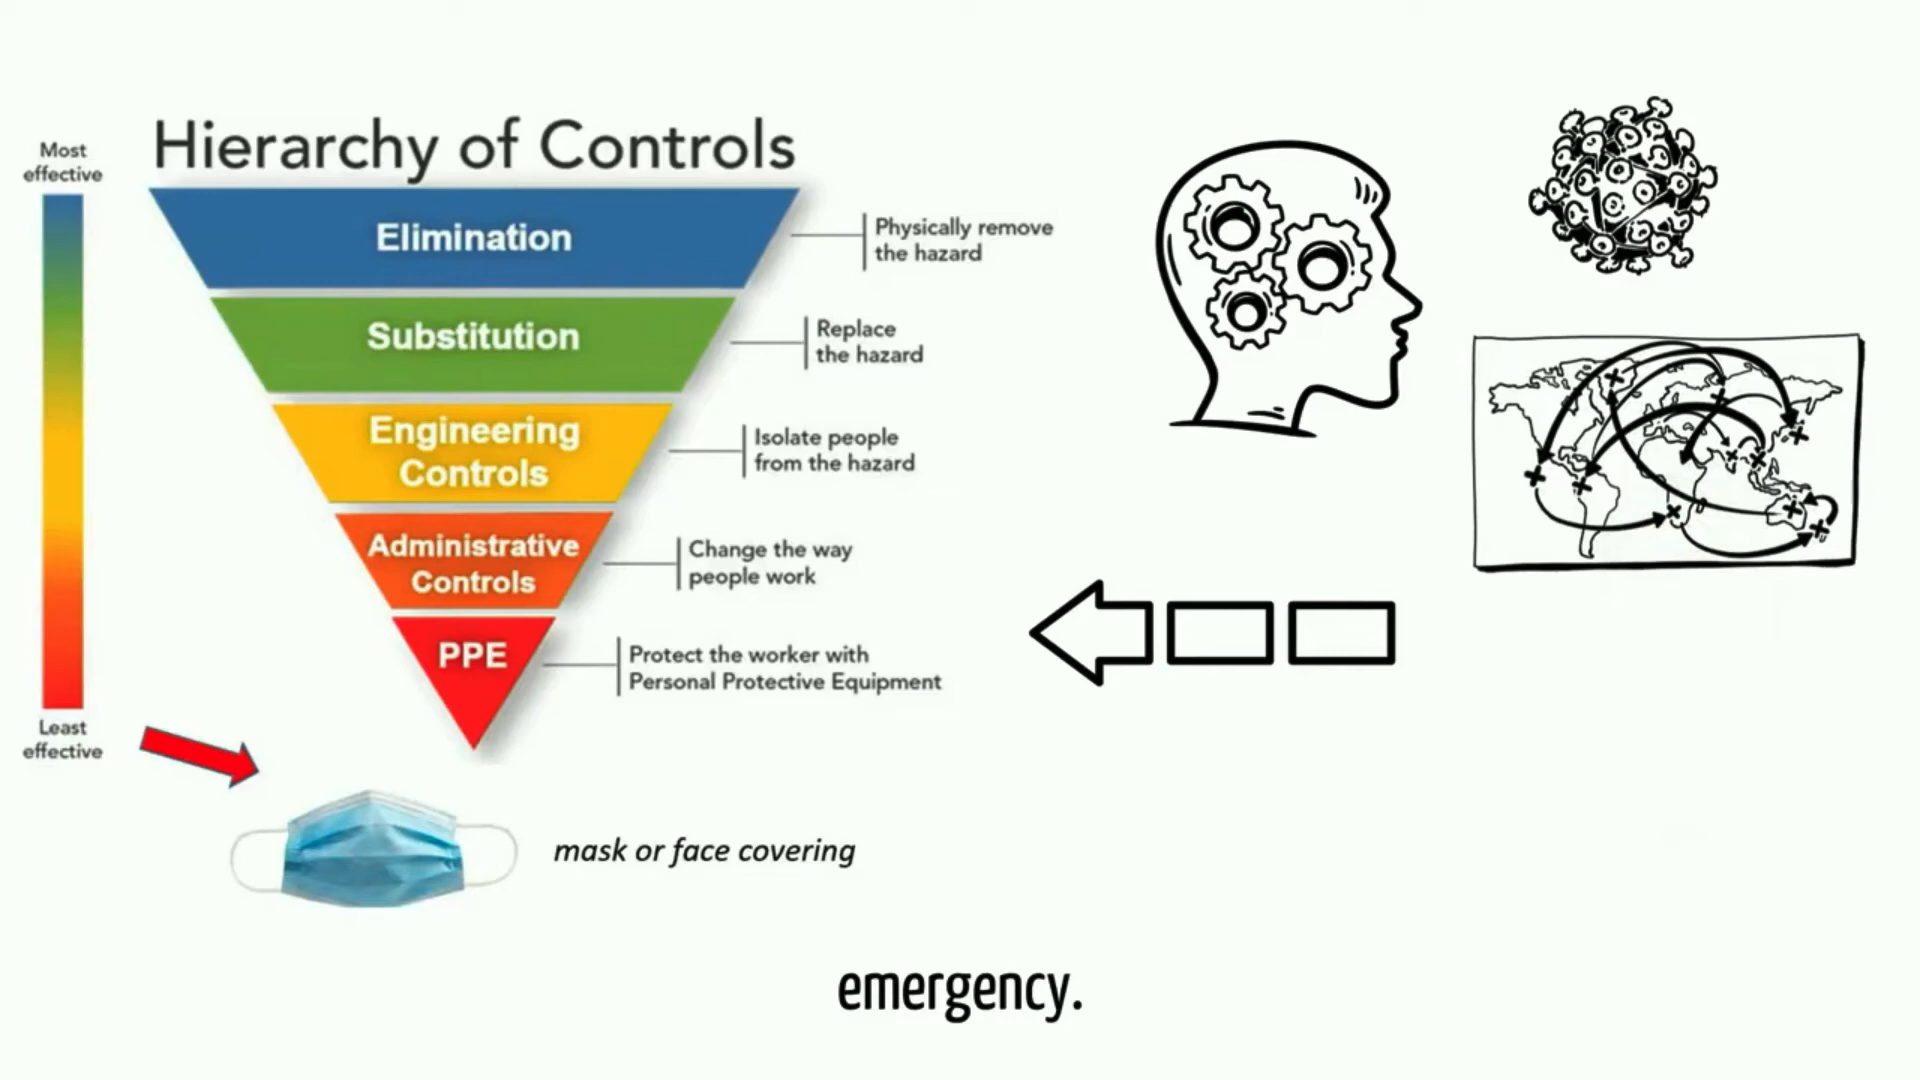 Hierarchy of Controls
Most
effective
Elimination
Physically remove
the hazard
Substitution
Replace
the hazard
Engineering
Controls
Isolate people
from the hazard
Administrative
Controls
Change the way
people work
PPE
Protect the worker with
Personal Protective Equipment
Least
effective
mask or face covering
emergency.